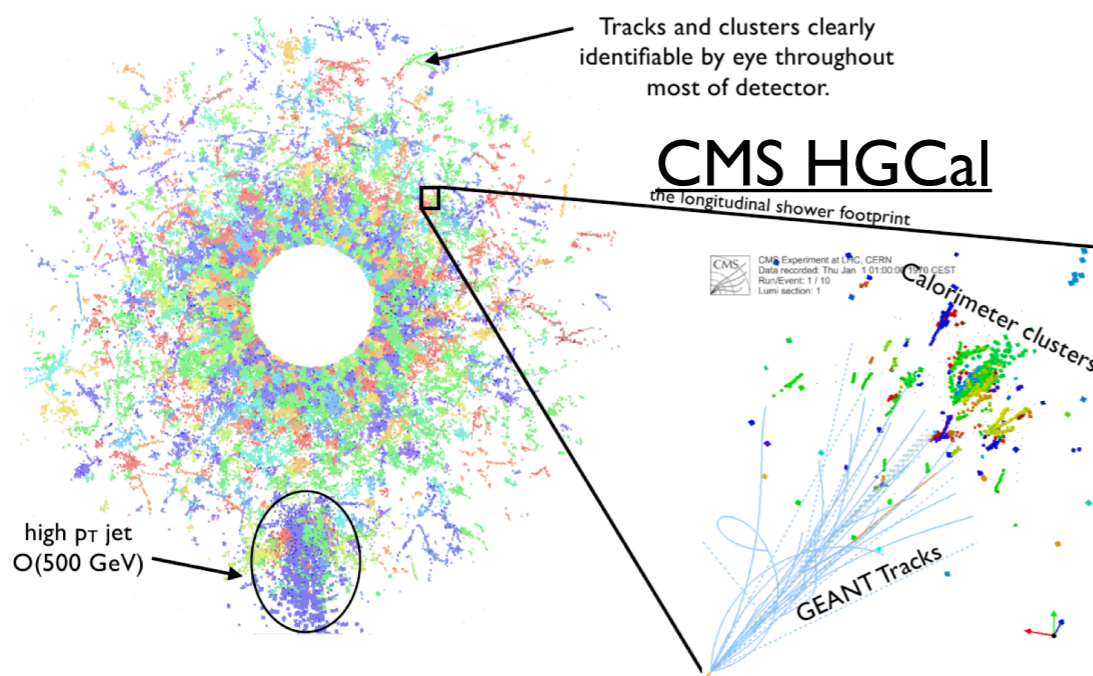 Tracks and clusters clearly
identifiable by eye throughout
most of detector.
CMS HGCal
the longitudinal shower footprint
CMS
CMS Experiment at LHC, CERN
Data recorded: Thu Jan 1 01:00:00 1970 CEST
Run/Event: 1 / 10
Lumi section: 1
Calorimeter clusters
high pT jet
O(500 GeV)
GEANT Tracks